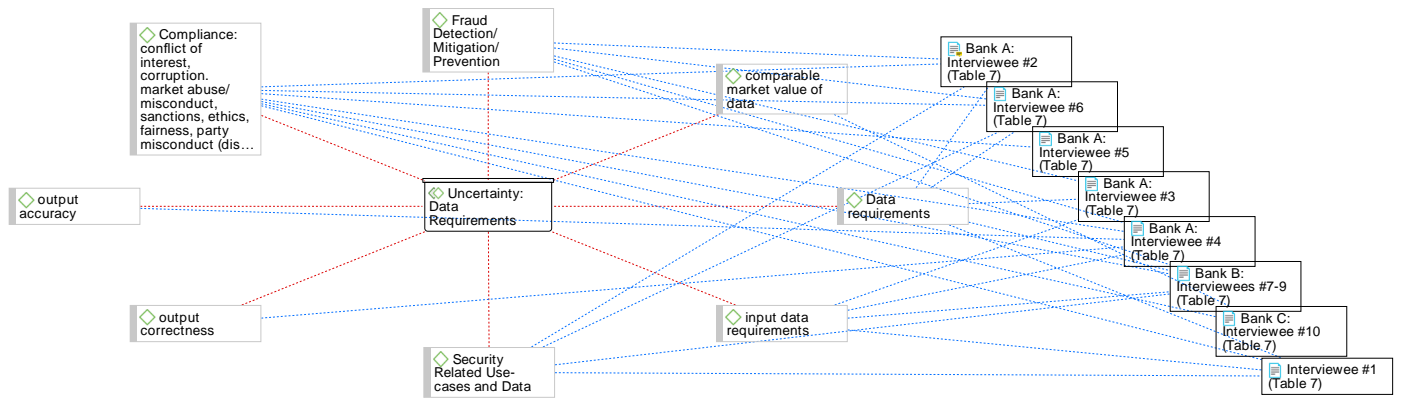 Compliance:
conflict of
interest,
corruption.
market abuse/
misconduct,
sanctions, ethics,
fairness, party
misconduct (dis…
Fraud
Detection/
Mitigation/
Prevention
comparable
market value of
data
Bank A:
Interviewee #2
(Table 7)
Bank A:
Interviewee #6
(Table 7)
Bank A:
Interviewee #5
(Table 7)
Bank A:
Interviewee #3
(Table 7)
Bank A:
Interviewee #4
(Table 7)
Bank B:
Interviewees #7-9
(Table 7)
Bank C:
Interviewee #10
(Table 7)
Interviewee #1
(Table 7)
output
accuracy
Uncertainty:
Data
Requirements
Data
requirements
output
correctness
input data
requirements
Security
Related Use-
cases and Data